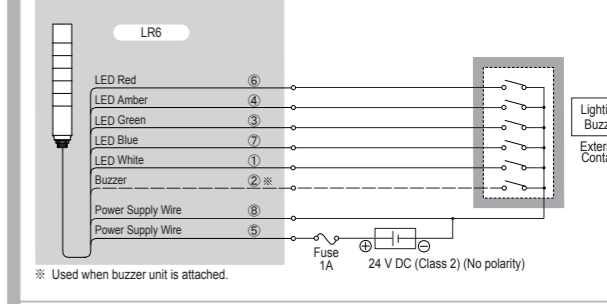 LR6
LED Red ⑥
LED Amber ④
LED Green ③
LED Blue ⑦
LED White ①
Buzzer ②※
Power Supply Wire ⑧
Power Supply Wire ⑤
Fuse
1A
⊕ ⊖
24 V DC (Class 2) (No polarity)
※ Used when buzzer unit is attached.